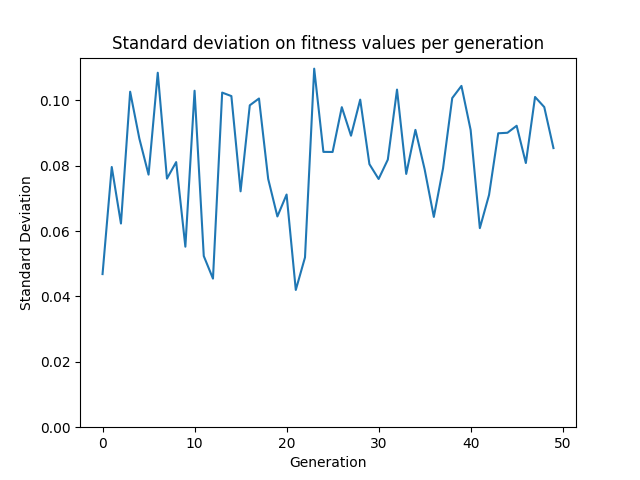 Standard deviation on fitness values per generation
Standard Deviation
0.10
0.08
0.06
0.04
0.02
0.00
0 10 20 30 40 50
Generation